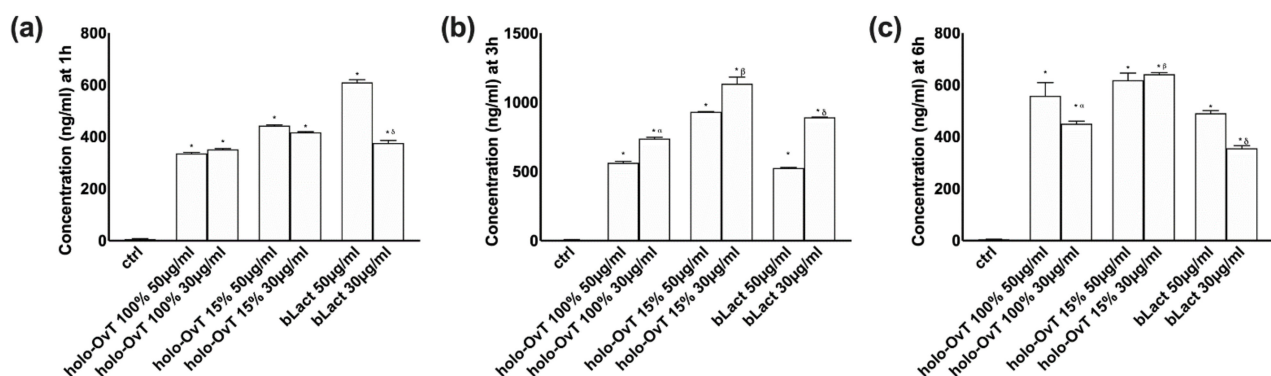 (a)
Concentration (ng/ml) at 1h
800
600
400
200
0
*
*
*
*
*
* δ
ctrl
holo-OvT 100% 50µg/ml
holo-OvT 100% 30µg/ml
holo-OvT 15% 50µg/ml
holo-OvT 15% 30µg/ml
bLact 50µg/ml
bLact 30µg/ml
(b)
Concentration (ng/ml) at 3h
1500
1000
500
0
*
* α
*
* β
*
* δ
ctrl
holo-OvT 100% 50µg/ml
holo-OvT 100% 30µg/ml
holo-OvT 15% 50µg/ml
holo-OvT 15% 30µg/ml
bLact 50µg/ml
bLact 30µg/ml
(c)
Concentration (ng/ml) at 6h
800
600
400
200
0
*
* α
*
* β
*
* δ
ctrl
holo-OvT 100% 50µg/ml
holo-OvT 100% 30µg/ml
holo-OvT 15% 50µg/ml
holo-OvT 15% 30µg/ml
bLact 50µg/ml
bLact 30µg/ml